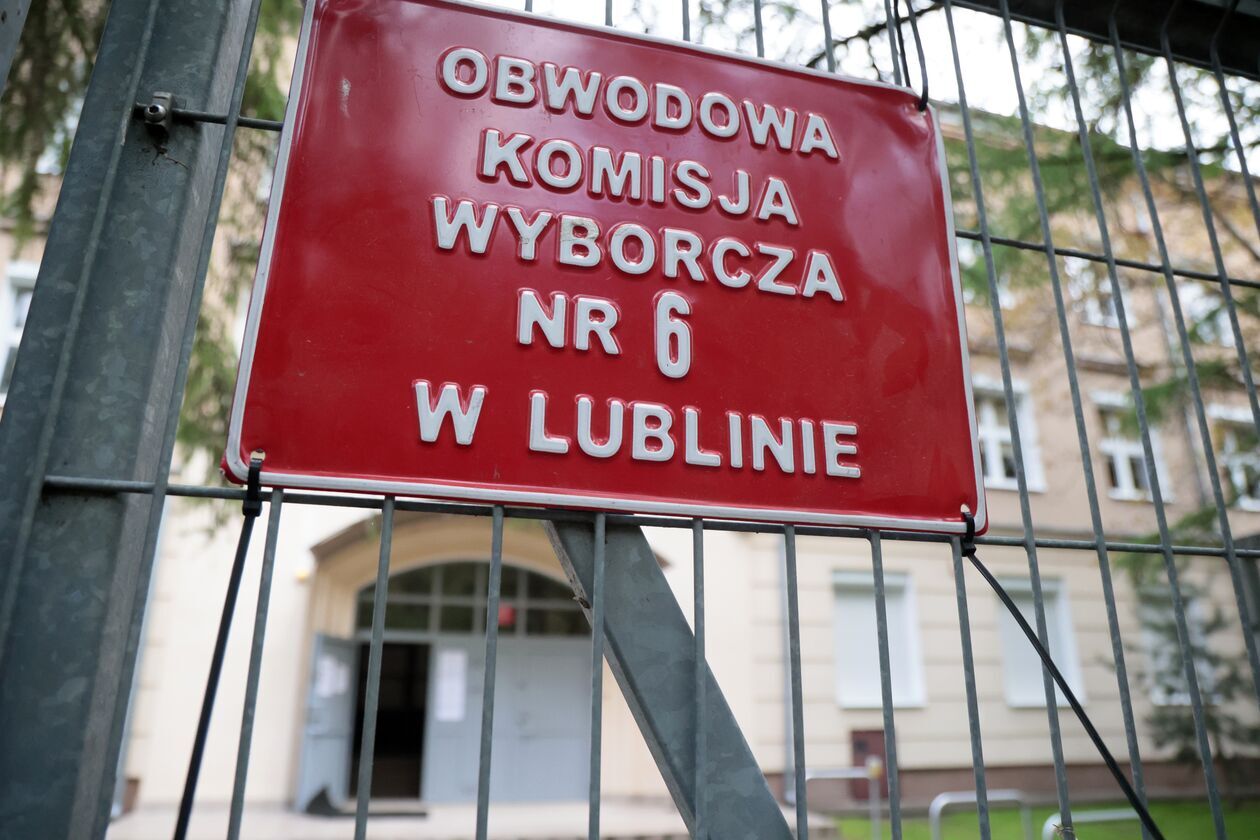 OBWODOWA
KOMISJA
WYBORCZA
NR 6
W LUBLINIE